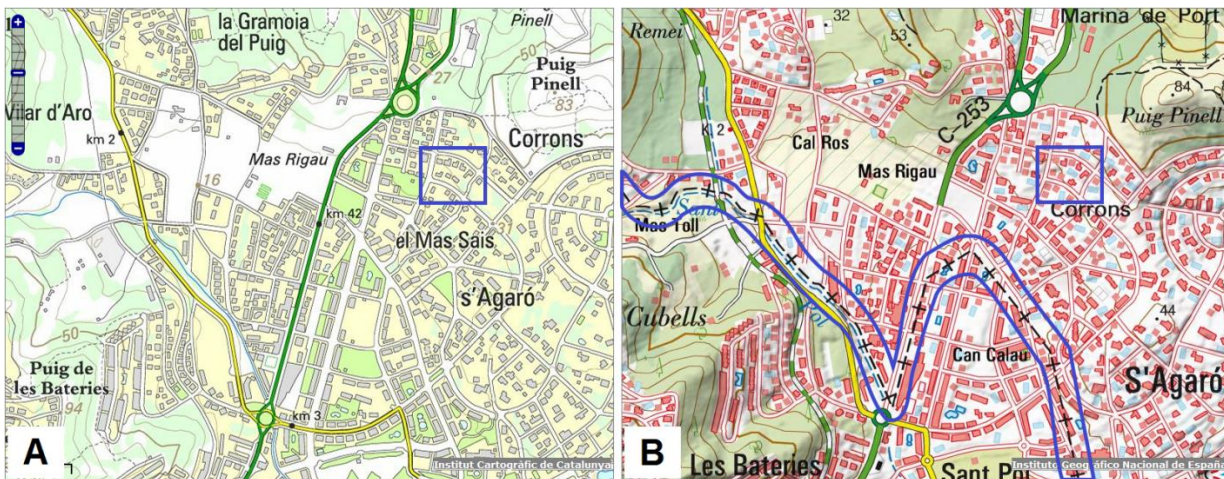 la Gramoia
del Puig
Pinell
50
27
Puig
Pinell
83
Vilar d'Aro
km 2
Corrons
Mas Rigau
16
km 42
31
el Mas Sais
s'Agaró
50
Puig de
les Bateries
94
km 3
A
Institut Cartogràfic de Catalunya
Remei
32
53
Marina de Port
84
Puig Pinell
C-253
K 2
Cal Ros
Mas Rigau
Corrons
Mas Toll
Cubells
44
Can Calau
S'Agaró
B
Les Bateries
Sant Pol
Instituto Geográfico Nacional de España